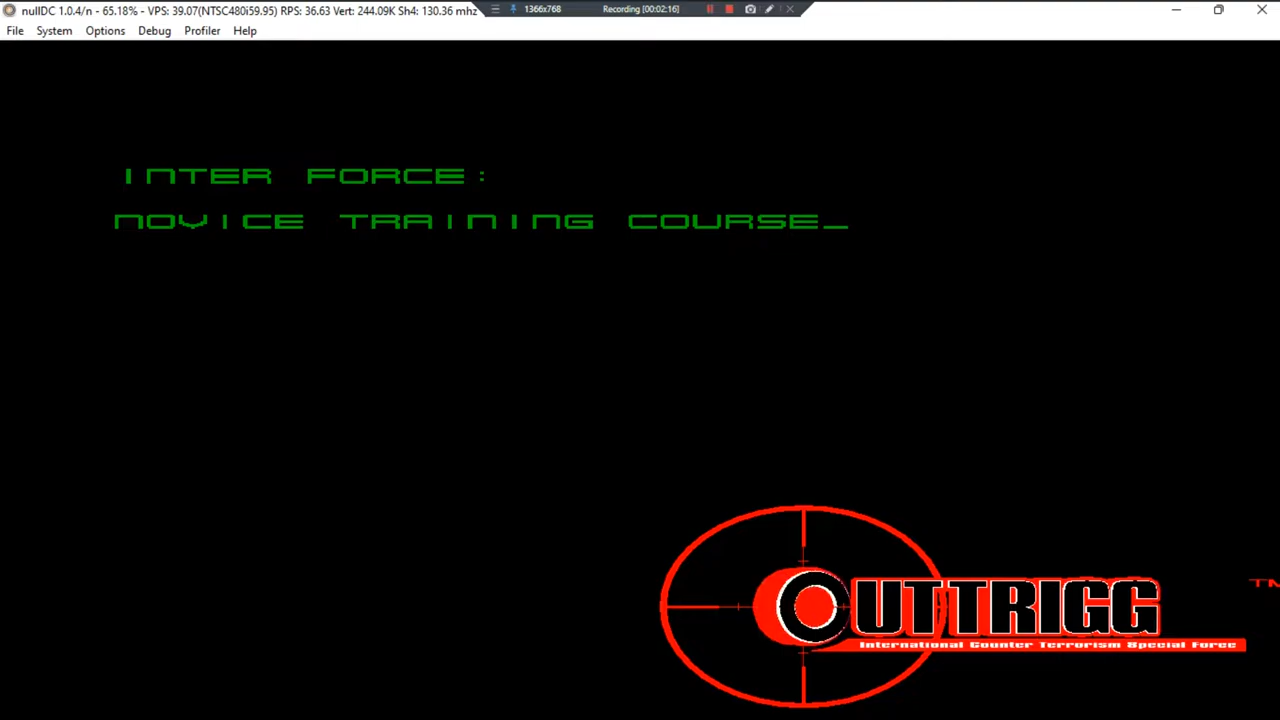 nullDC 1.0.4/n - 65.18% - VPS: 39.07(NTSC480i59.95) RPS: 36.63 Vert: 244.09K Sh4: 130.36 mhz
1366x768 Recording [00:02:16]
File System Options Debug Profiler Help
INTER FORCE:
NOVICE TRAINING COURSE_
OUTTRIGG
TM
International Counter Terrorism Special Force